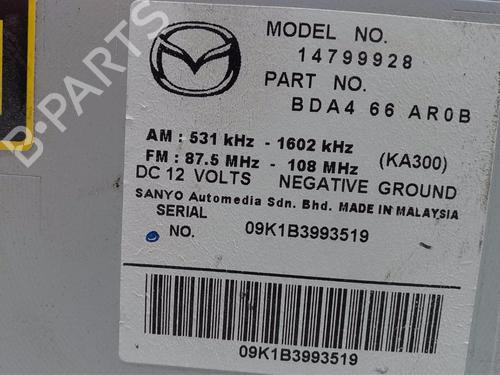 MODEL NO.
14799928
PART NO.
BDA4 66 AR0B
AM : 531 kHz - 1602 kHz
FM : 87.5 MHz - 108 MHz (KA300)
DC 12 VOLTS NEGATIVE GROUND
SANYO Automedia Sdn. Bhd. MADE IN MALAYSIA
SERIAL
NO. 09K1B3993519
09K1B3993519
D-PARTS